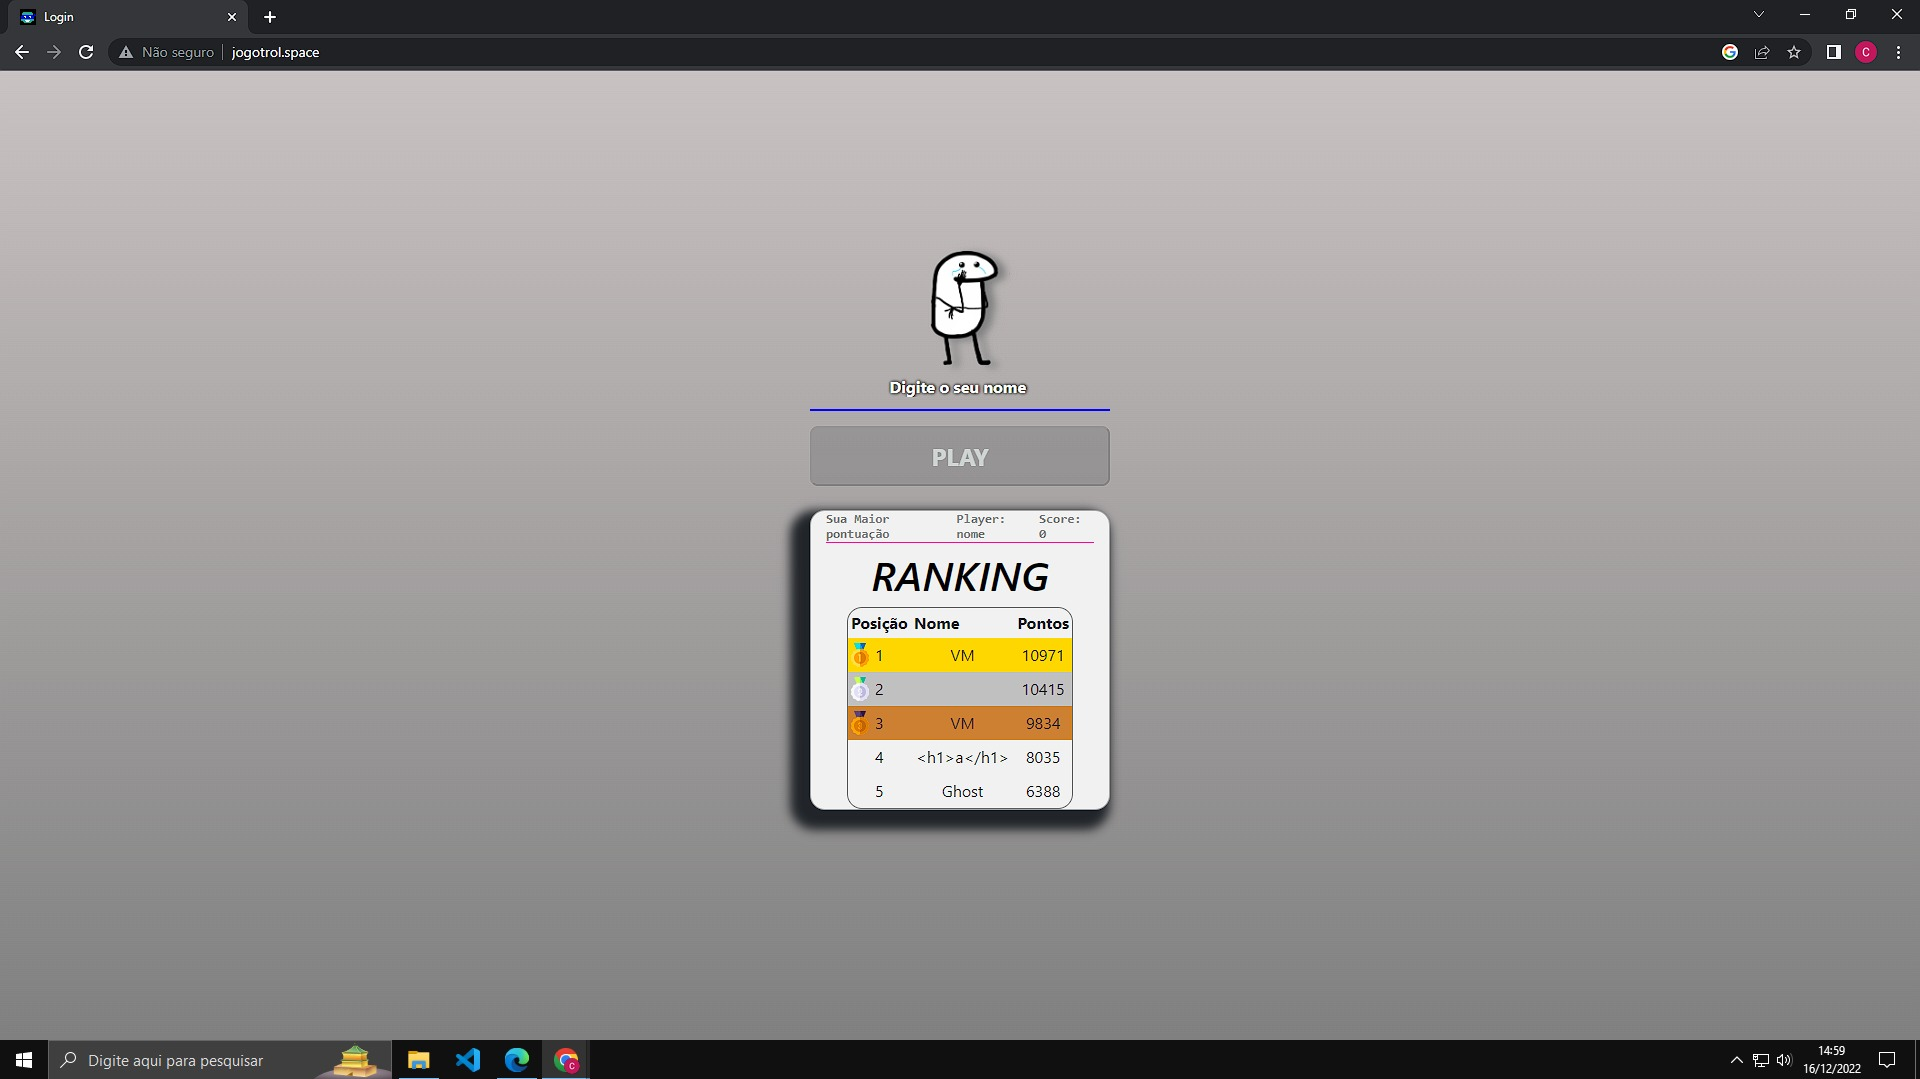 Login
Não seguro
jogotrol.space
C
Digite o seu nome
PLAY
Sua Maior pontuação
Player: nome
Score: 0
RANKING
Posição Nome Pontos
1 VM 10971
2 10415
3 VM 9834
4 <h1>a</h1> 8035
5 Ghost 6388
Digite aqui para pesquisar
C
14:59
16/12/2022